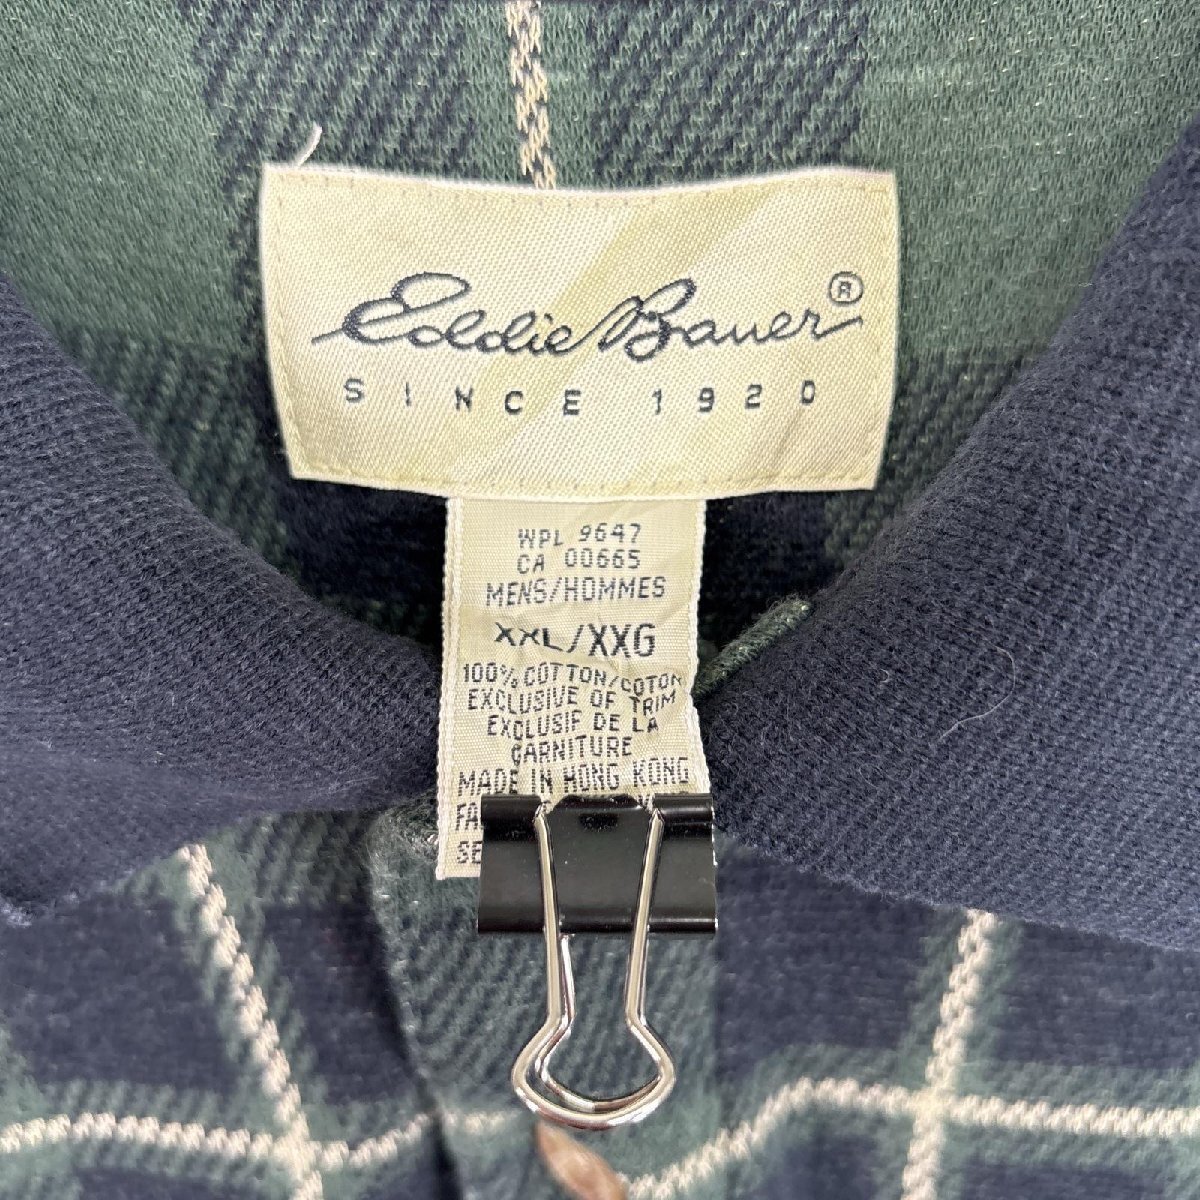 Eddie Bauer®
SINCE 1920
WPL 9647
CA 00665
MENS/HOMMES
XXL/XXG
100% COTTON/COTON
EXCLUSIVE OF TRIM
EXCLUSIF DE LA
GARNITURE
MADE IN HONG KONG